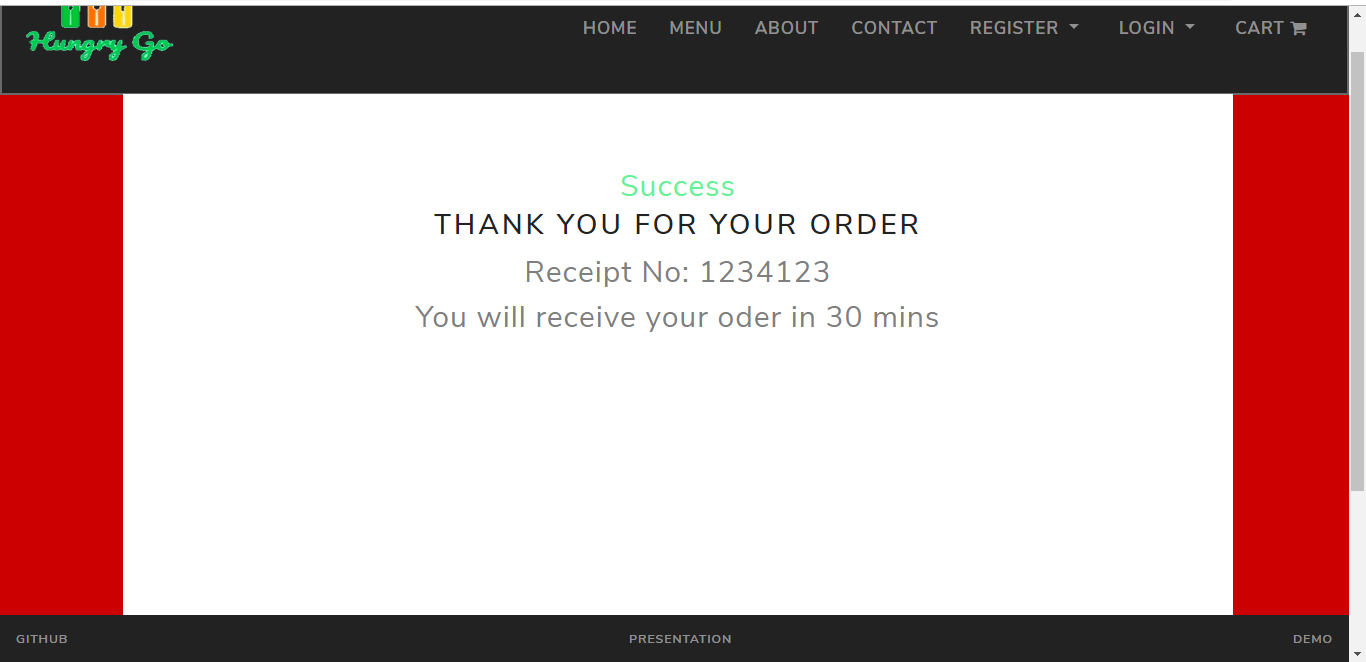 Hungry Go
HOME MENU ABOUT CONTACT REGISTER LOGIN CART
Success
THANK YOU FOR YOUR ORDER
Receipt No: 1234123
You will receive your oder in 30 mins
GITHUB PRESENTATION DEMO